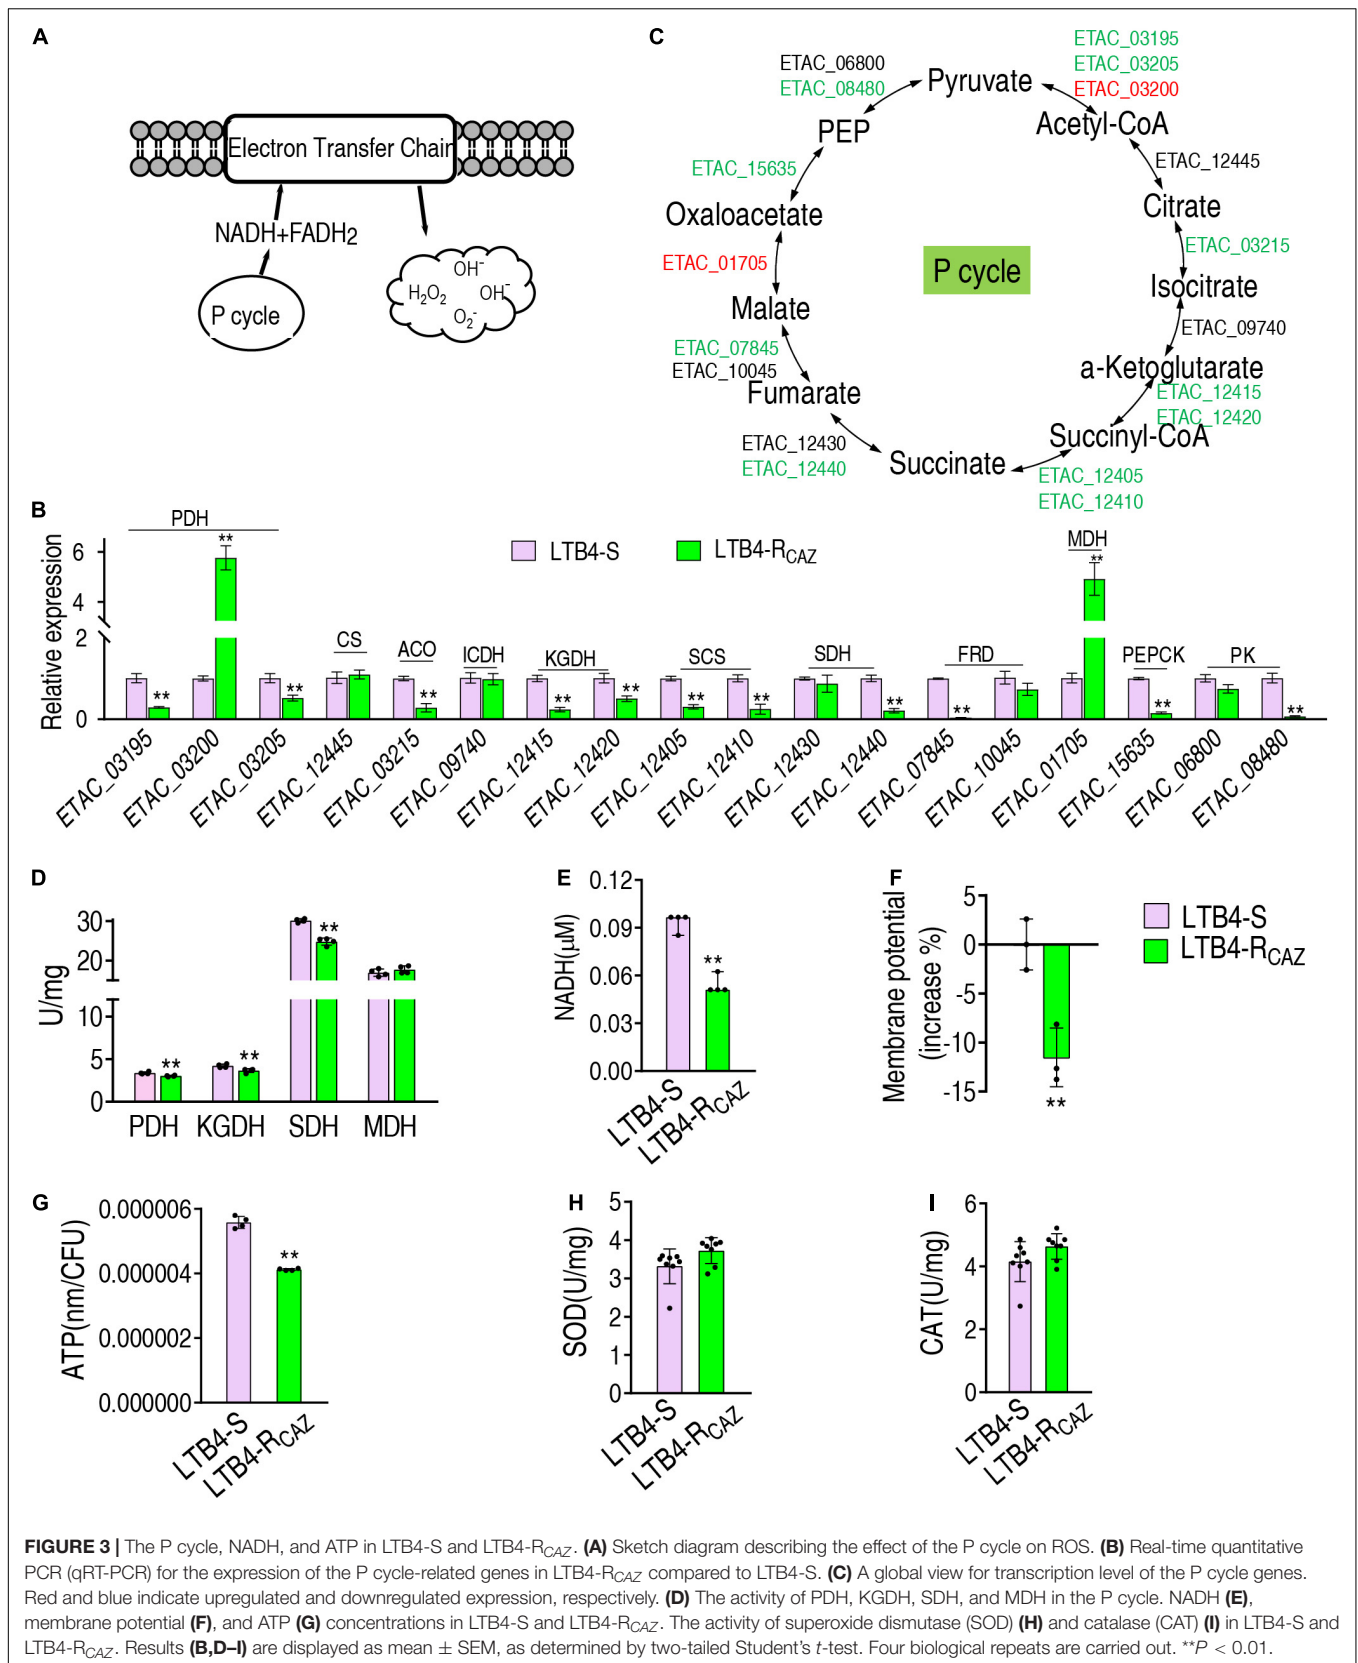 A
Electron Transfer Chain
NADH+FADH2
P cycle
OH-
H2O2
OH-
O2-
C
ETAC_03195
ETAC_03205
ETAC_03200
ETAC_06800
ETAC_08480
Pyruvate
Acetyl-CoA
PEP
ETAC_12445
ETAC_15635
Citrate
Oxaloacetate
ETAC_03215
ETAC_01705
P cycle
Isocitrate
Malate
ETAC_09740
ETAC_07845
ETAC_10045
a-Ketoglutarate
Fumarate
ETAC_12415
ETAC_12420
Succinyl-CoA
ETAC_12430
ETAC_12440
Succinate
ETAC_12405
ETAC_12410
B
Relative expression
6
4
2
0
LTB4-S
LTB4-RCAZ
PDH
CS
ACO
ICDH
KGDH
SCS
SDH
FRD
MDH
PEPCK
PK
** ** ** ** ** ** ** ** ** ** ** ** **
ETAC_03195
ETAC_03200
ETAC_03205
ETAC_12445
ETAC_03215
ETAC_09740
ETAC_12415
ETAC_12420
ETAC_12405
ETAC_12410
ETAC_12430
ETAC_12440
ETAC_07845
ETAC_10045
ETAC_01705
ETAC_15635
ETAC_06800
ETAC_08480
D
U/mg
30
20
10
5
0
** ** **
PDH KGDH SDH MDH
E
NADH(μM)
0.12
0.09
0.06
0.03
0.00
**
LTB4-S
LTB4-RCAZ
F
Membrane potential
(increase %)
5
0
-5
-10
-15
**
LTB4-S
LTB4-RCAZ
G
ATP(nm/CFU)
0.000006
0.000004
0.000002
0.000000
**
LTB4-S
LTB4-RCAZ
H
SOD(U/mg)
5
4
3
2
1
0
LTB4-S
LTB4-RCAZ
I
CAT(U/mg)
6
4
2
0
LTB4-S
LTB4-RCAZ
FIGURE 3 | The P cycle, NADH, and ATP in LTB4-S and LTB4-RCAZ. (A) Sketch diagram describing the effect of the P cycle on ROS. (B) Real-time quantitative
PCR (qRT-PCR) for the expression of the P cycle-related genes in LTB4-RCAZ compared to LTB4-S. (C) A global view for transcription level of the P cycle genes.
Red and blue indicate upregulated and downregulated expression, respectively. (D) The activity of PDH, KGDH, SDH, and MDH in the P cycle. NADH (E),
membrane potential (F), and ATP (G) concentrations in LTB4-S and LTB4-RCAZ. The activity of superoxide dismutase (SOD) (H) and catalase (CAT) (I) in LTB4-S and
LTB4-RCAZ. Results (B,D–I) are displayed as mean ± SEM, as determined by two-tailed Student's t-test. Four biological repeats are carried out. **P < 0.01.